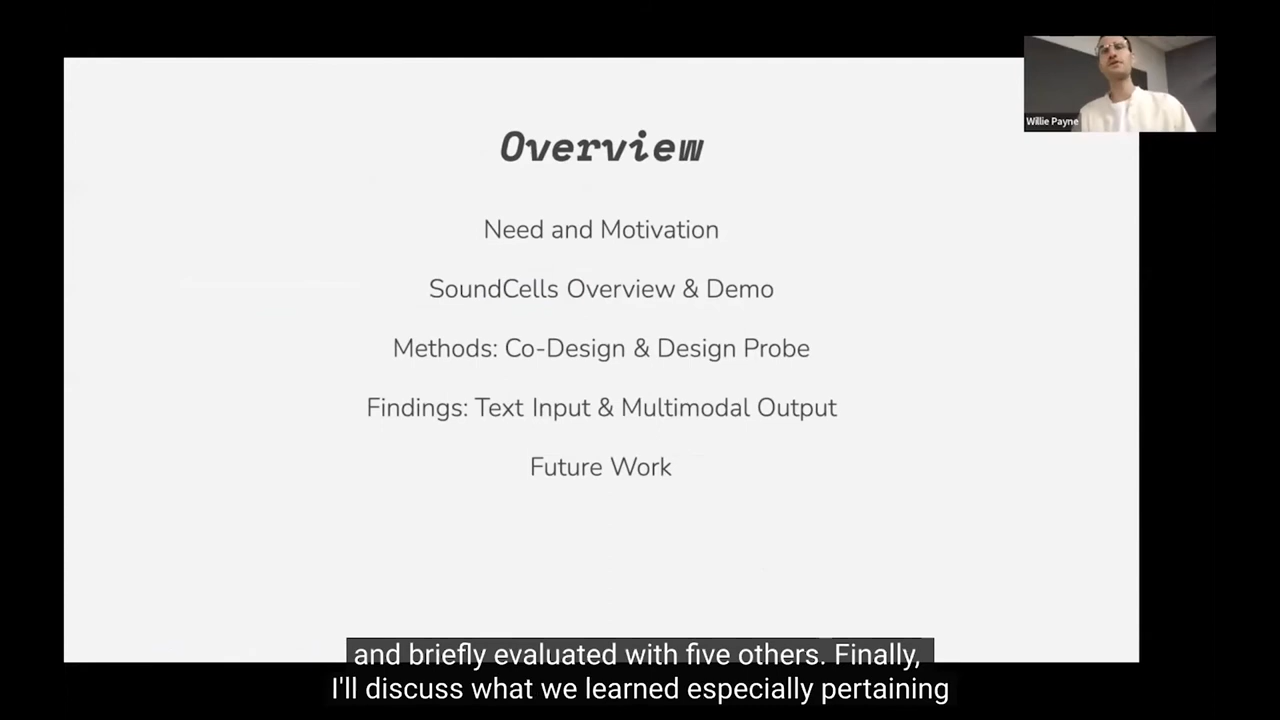 Overview
Willie Payne
Need and Motivation
SoundCells Overview & Demo
Methods: Co-Design & Design Probe
Findings: Text Input & Multimodal Output
Future Work
and briefly evaluated with five others. Finally,
I'll discuss what we learned especially pertaining